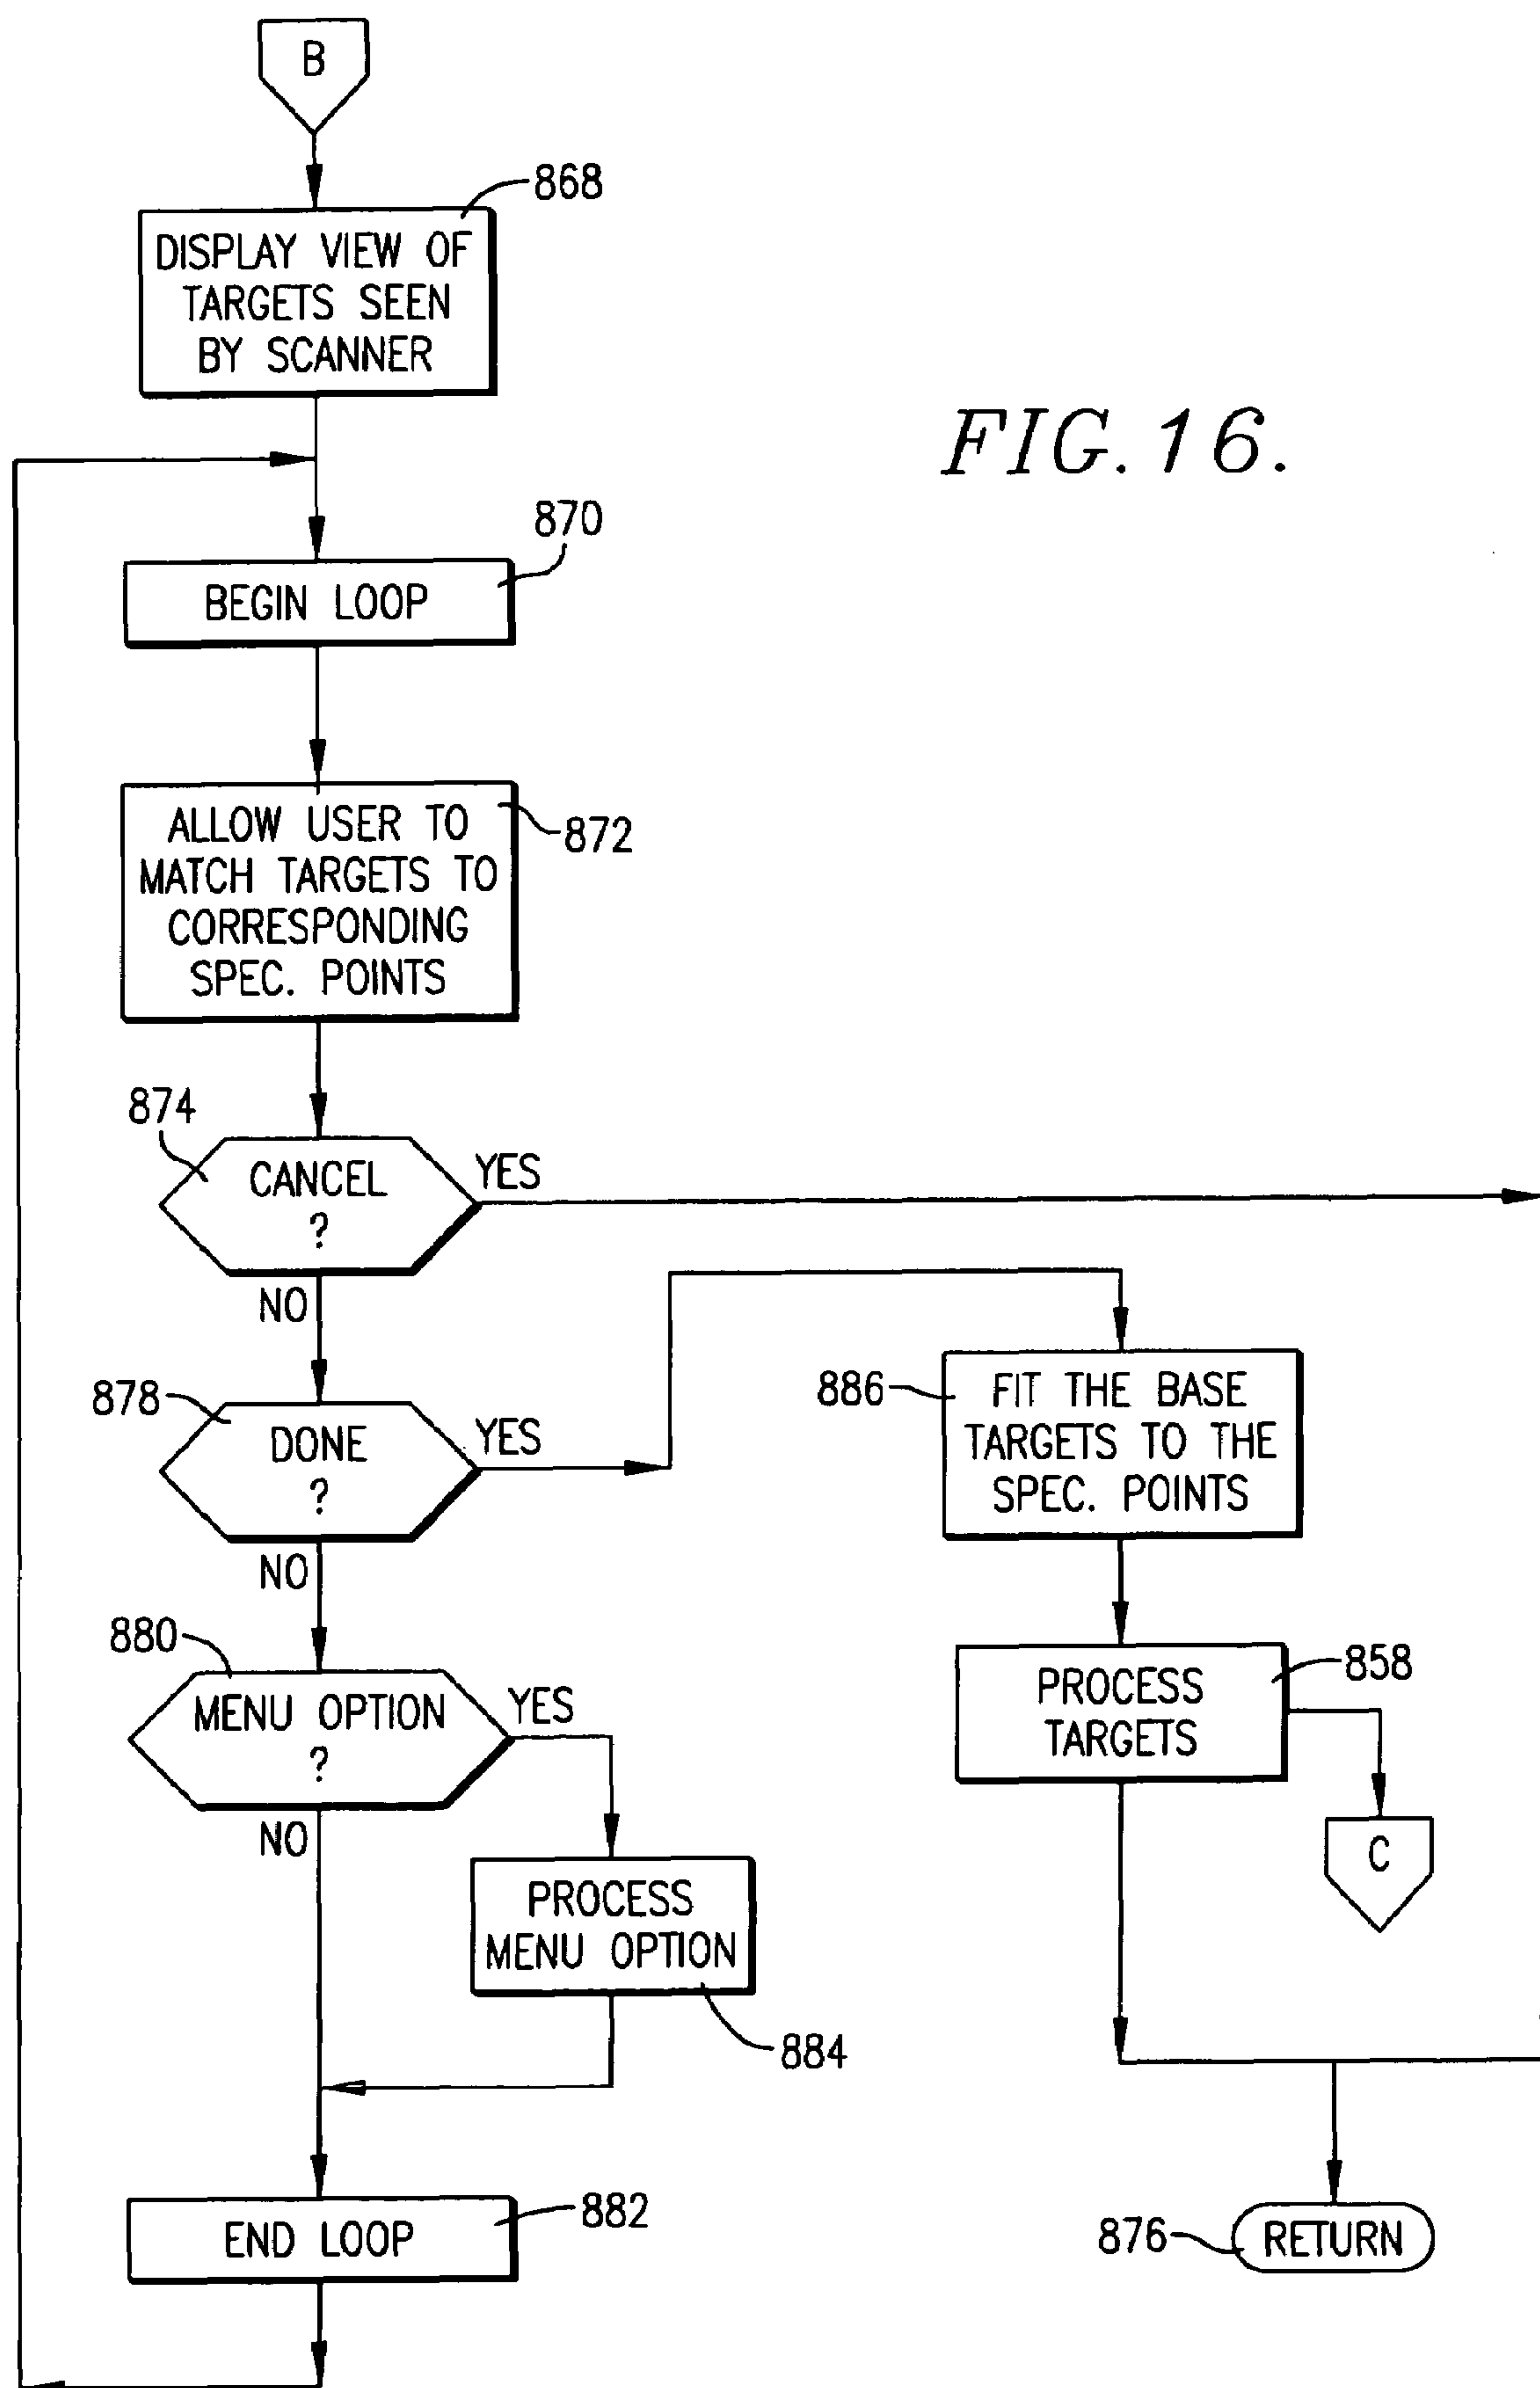 B
868
DISPLAY VIEW OF
TARGETS SEEN
BY SCANNER
FIG. 16.
870
BEGIN LOOP
ALLOW USER TO
MATCH TARGETS TO
CORRESPONDING
SPEC. POINTS
872
874
CANCEL
?
YES
NO
878
DONE
?
YES
NO
886
FIT THE BASE
TARGETS TO THE
SPEC. POINTS
880
MENU OPTION
?
YES
NO
PROCESS
TARGETS
858
C
PROCESS
MENU OPTION
884
END LOOP
882
876
RETURN